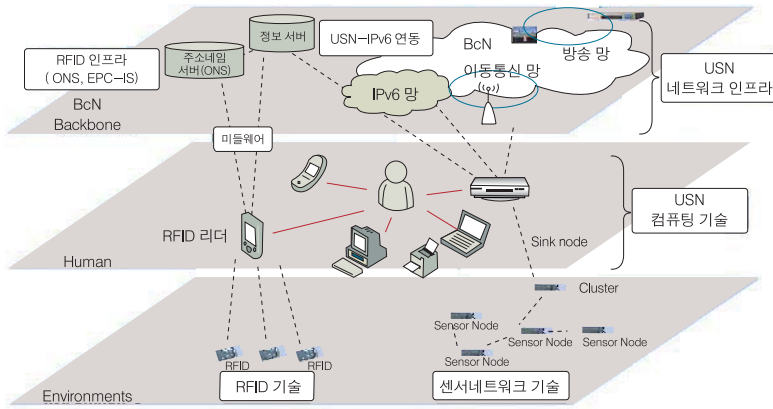 정보 서버
USN-IPv6 연동
BcN
방송 망
RFID 인프라
( ONS, EPC-IS)
주소네임
서버(ONS)
이동통신 망
USN
네트워크 인프라
IPv6 망
BcN
Backbone
미들웨어
USN
컴퓨팅 기술
RFID 리더
Sink node
Human
Cluster
Sensor Node
Sensor Node
Sensor Node
Sensor Node
RFID
RFID
RFID 기술
센서네트워크 기술
Environments